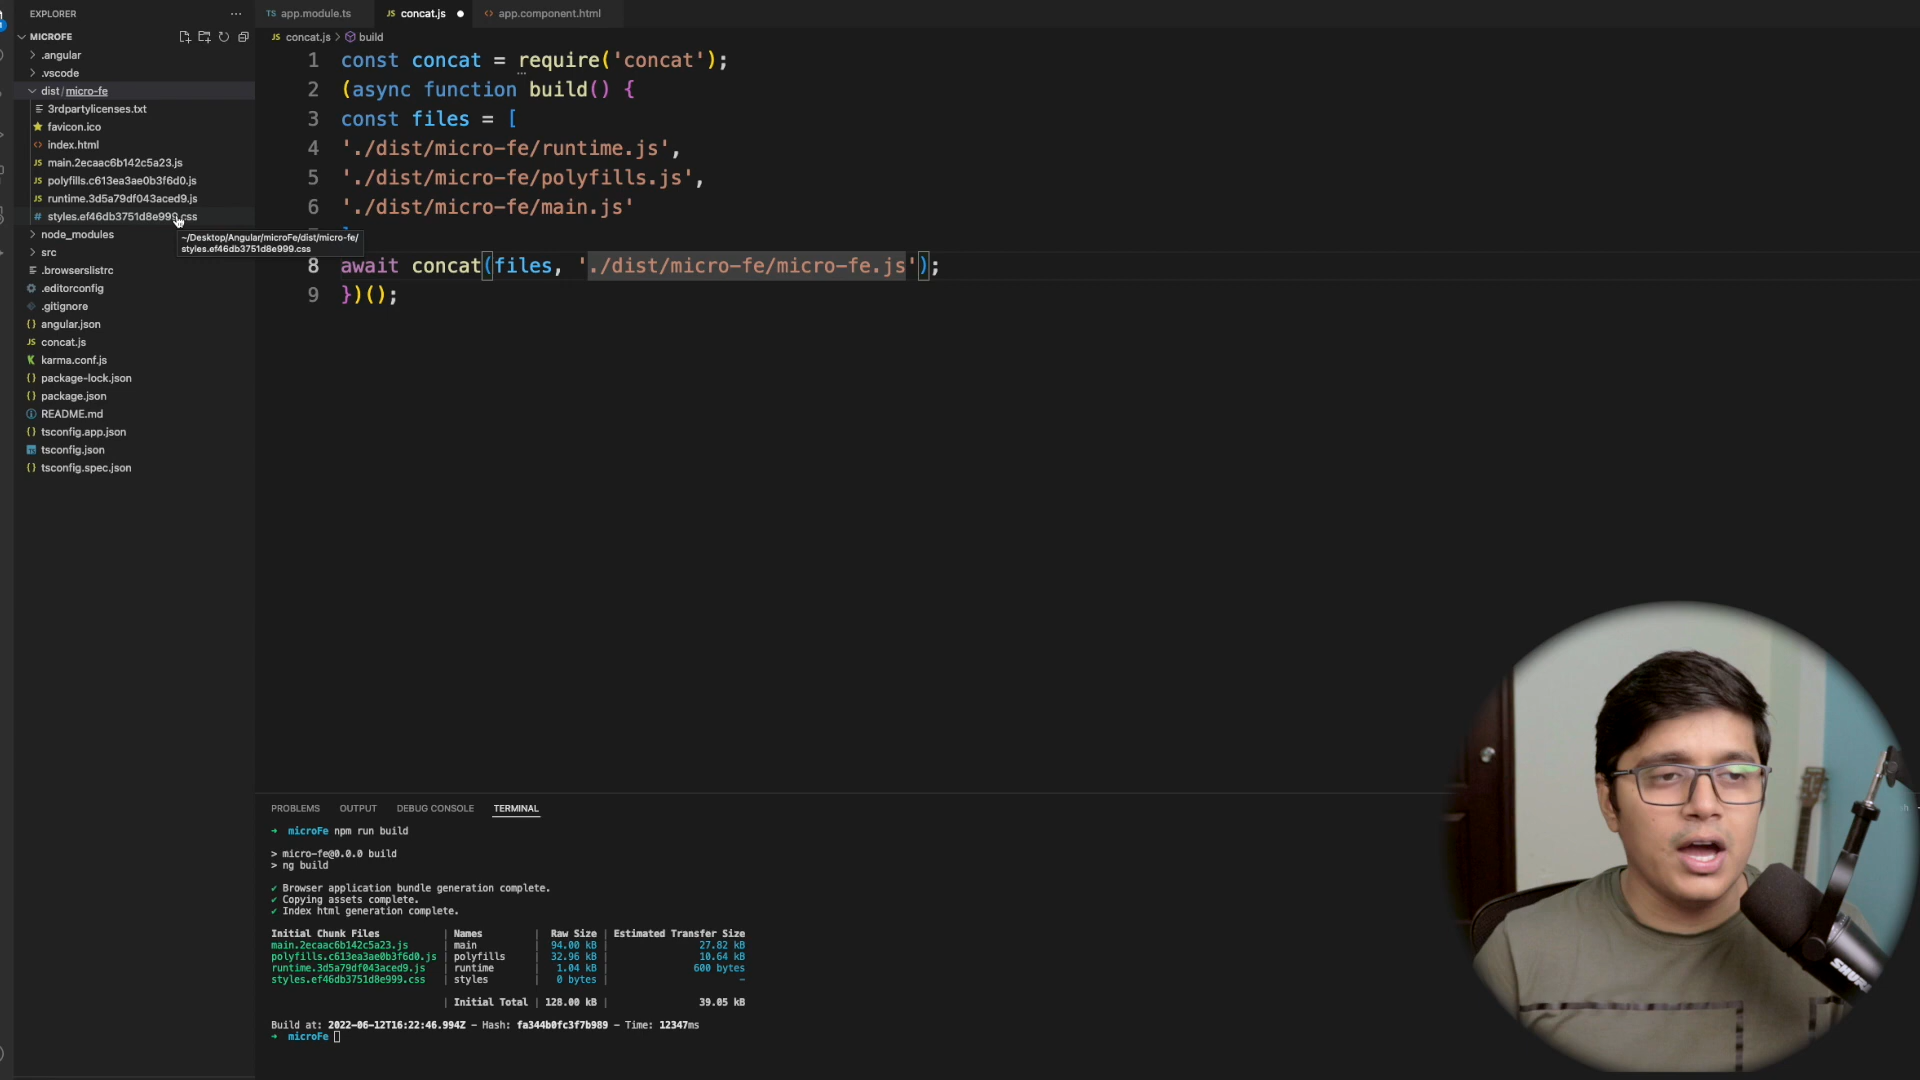 EXPLORER
MICROFE
.angular
.vscode
dist / micro-fe
3rdpartylicenses.txt
favicon.ico
index.html
main.2ecaac6b142c5a23.js
polyfills.c613ea3ae0b3f6d0.js
runtime.3d5a79df043aced9.js
styles.ef46db3751d8e999.css
~/Desktop/Angular/microFe/dist/micro-fe/
styles.ef46db3751d8e999.css
node_modules
src
.browserslistrc
.editorconfig
.gitignore
angular.json
concat.js
karma.conf.js
package-lock.json
package.json
README.md
tsconfig.app.json
tsconfig.json
tsconfig.spec.json
TS app.module.ts
JS concat.js
<> app.component.html
JS concat.js > build
1 const concat = require('concat');
2 (async function build() {
3 const files = [
4 './dist/micro-fe/runtime.js',
5 './dist/micro-fe/polyfills.js',
6 './dist/micro-fe/main.js'
8 await concat(files, './dist/micro-fe/micro-fe.js');
9 })();
PROBLEMS OUTPUT DEBUG CONSOLE TERMINAL
→ microFe npm run build
> micro-fe@0.0.0 build
> ng build
✔ Browser application bundle generation complete.
✔ Copying assets complete.
✔ Index html generation complete.
Initial Chunk Files | Names | Raw Size | Estimated Transfer Size
main.2ecaac6b142c5a23.js | main | 94.00 kB | 27.82 kB
polyfills.c613ea3ae0b3f6d0.js | polyfills | 32.96 kB | 10.64 kB
runtime.3d5a79df043aced9.js | runtime | 1.04 kB | 600 bytes
styles.ef46db3751d8e999.css | styles | 0 bytes | -
| Initial Total | 128.00 kB | 39.05 kB
Build at: 2022-06-12T16:22:46.994Z - Hash: fa344b0fc3f7b989 - Time: 12347ms
→ microFe
SHURE